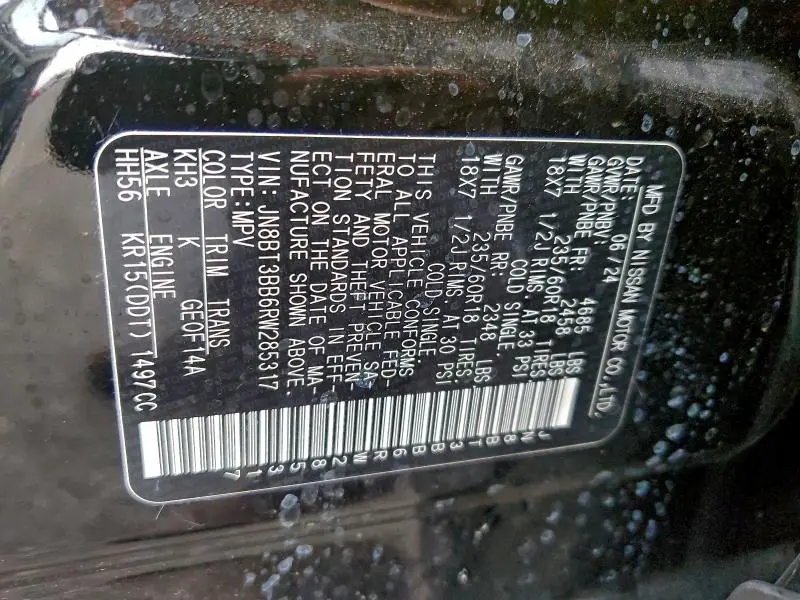 MFD BY NISSAN MOTOR CO.,LTD.
DATE: 06/24
GVWR/PNBV: 4685 LBS
GAWR/PNBE FR: 2458 LBS
WITH 235/60R18 TIRES,
18X7 1/2J RIMS, AT 33 PSI
COLD SINGLE.
GAWR/PNBE RR: 2348 LBS
WITH 235/60R18 TIRES,
18X7 1/2J RIMS, AT 30 PSI
COLD SINGLE.
THIS VEHICLE CONFORMS
TO ALL APPLICABLE FED-
ERAL MOTOR VEHICLE SA-
FETY AND THEFT PREVEN-
TION STANDARDS IN EFF-
ECT ON THE DATE OF MA-
NUFACTURE SHOWN ABOVE.
VIN: JN8BT3BB6RW285317
TYPE:MPV
COLOR TRIM TRANS
KH3 K GE0F14A
AXLE ENGINE
HH56 KR15(DDT) 1497CC
JN8BT3BB6RW285317